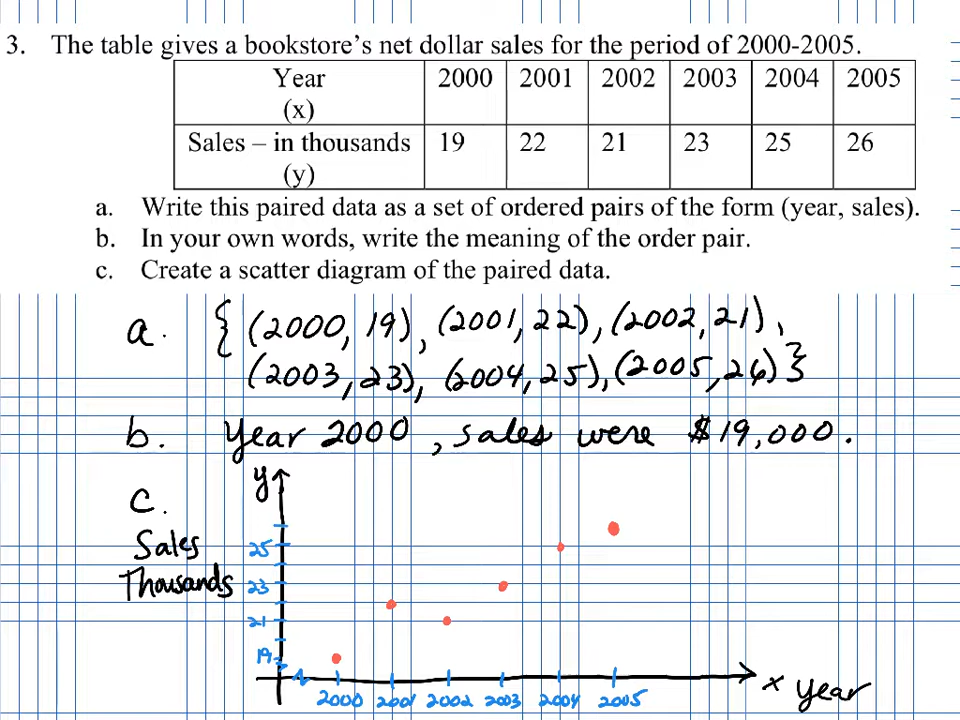 3. The table gives a bookstore's net dollar sales for the period of 2000-2005.
Year (x) 2000 2001 2002 2003 2004 2005
Sales – in thousands (y) 19 22 21 23 25 26
a. Write this paired data as a set of ordered pairs of the form (year, sales).
b. In your own words, write the meaning of the order pair.
c. Create a scatter diagram of the paired data.
a. { (2000, 19), (2001, 22), (2002, 21),
(2003, 23), (2004, 25), (2005, 26) }
b. Year 2000, sales were $19,000.
c.
y
Sales
Thousands
25
23
21
19
2000 2001 2002 2003 2004 2005
x year